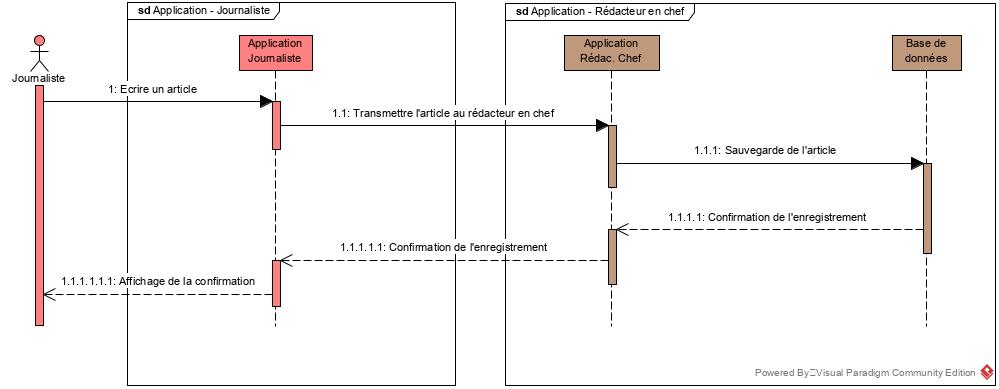 sd Application - Journaliste
sd Application - Rédacteur en chef
Journaliste
Application
Journaliste
Application
Rédac. Chef
Base de
données
1: Ecrire un article
1.1: Transmettre l'article au rédacteur en chef
1.1.1: Sauvegarde de l'article
1.1.1.1: Confirmation de l'enregistrement
1.1.1.1.1: Confirmation de l'enregistrement
1.1.1.1.1.1: Affichage de la confirmation
Powered By Visual Paradigm Community Edition